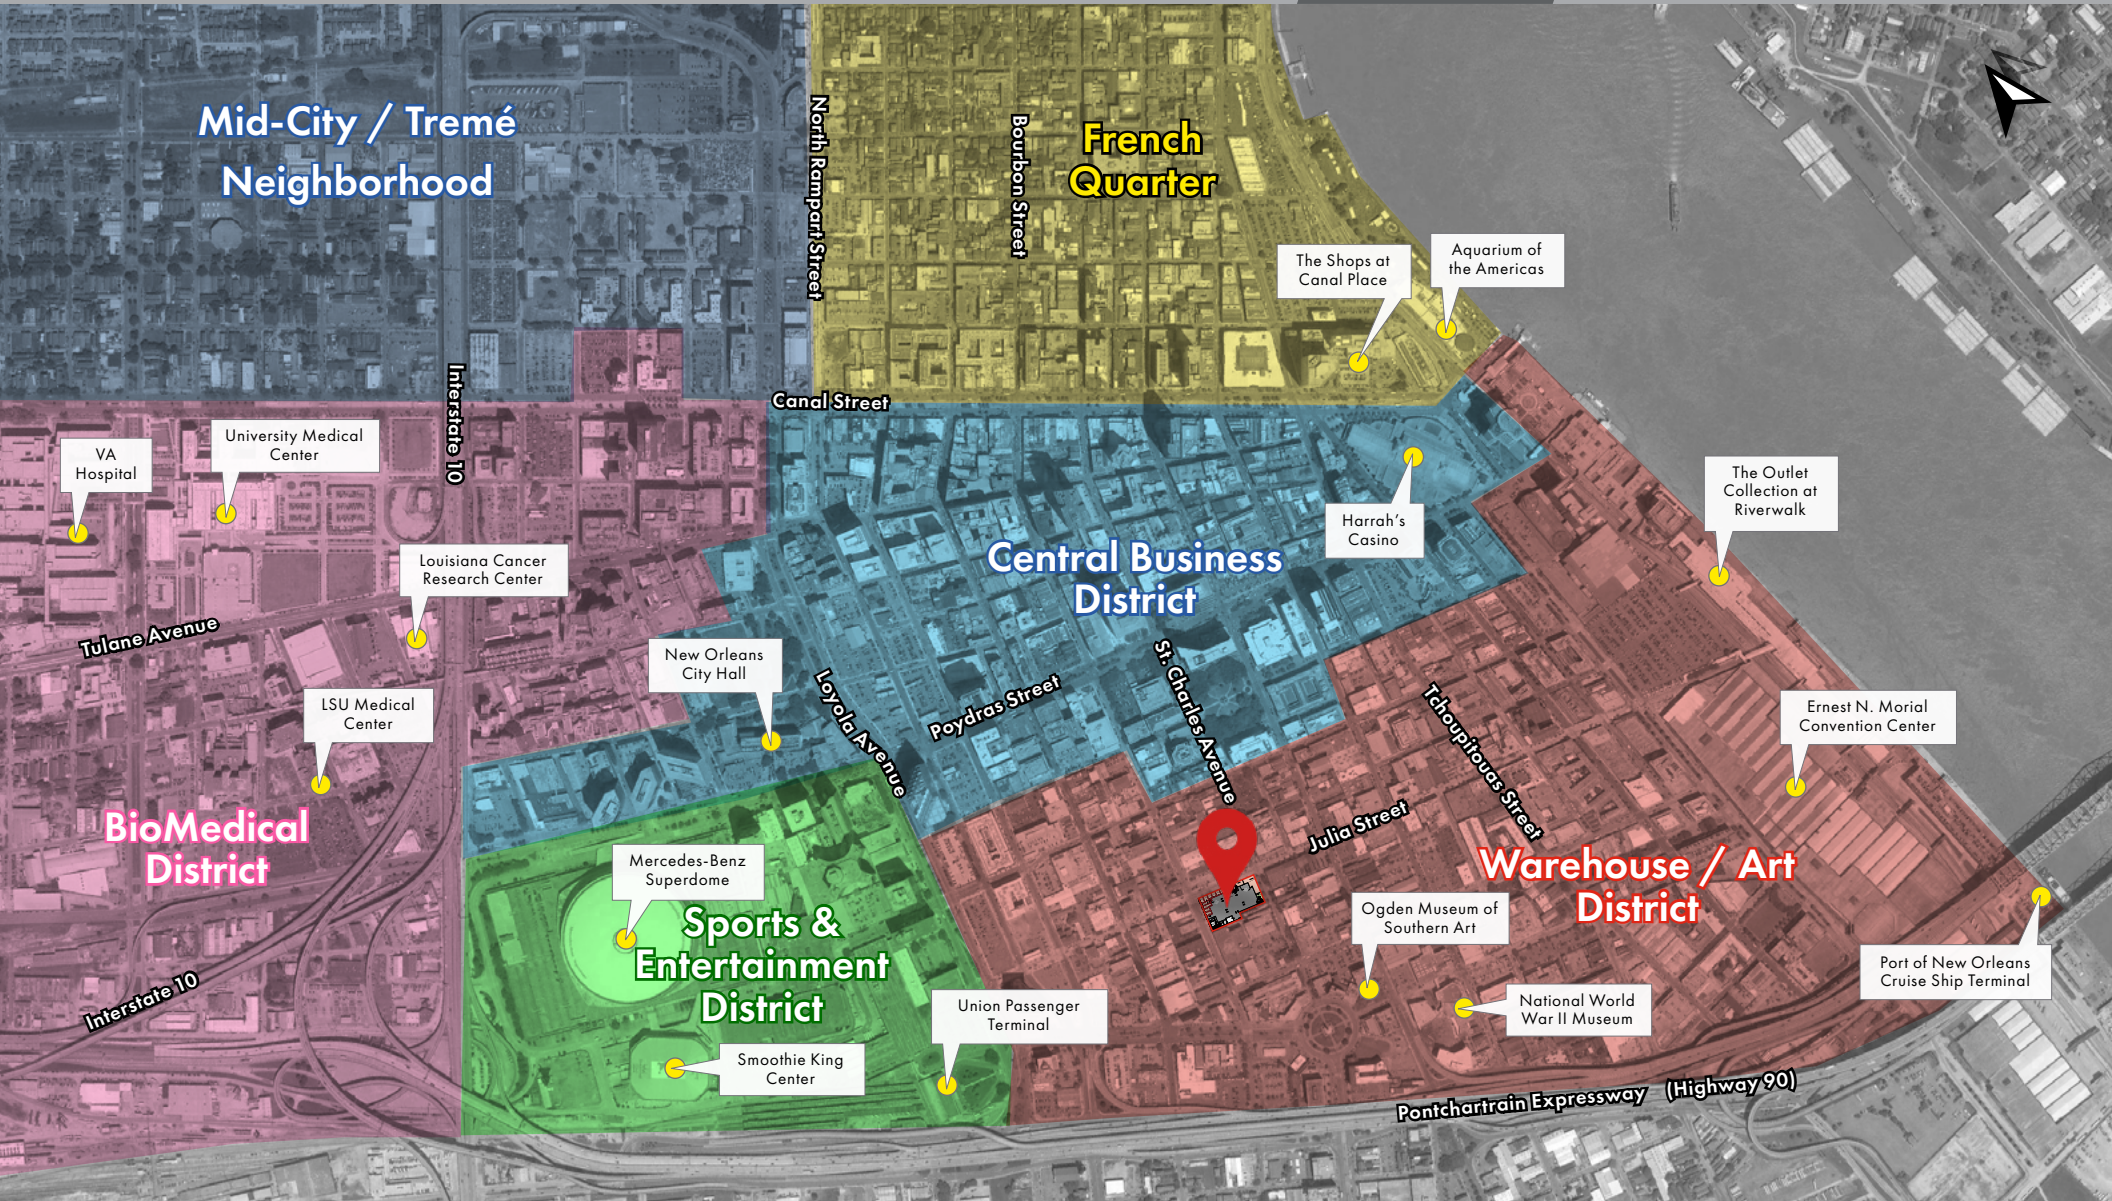 Mid-City / Tremé
Neighborhood
North Rampart Street
Bourbon Street
French
Quarter
N
The Shops at
Canal Place
Aquarium of
the Americas
Interstate 10
Canal Street
VA
Hospital
University Medical
Center
Louisiana Cancer
Research Center
Tulane Avenue
LSU Medical
Center
BioMedical
District
Interstate 10
New Orleans
City Hall
Loyola Avenue
Poydras Street
Central Business
District
St. Charles Avenue
Harrah's
Casino
The Outlet
Collection at
Riverwalk
Tchoupitouas Street
Julia Street
Ernest N. Morial
Convention Center
Warehouse / Art
District
Mercedes-Benz
Superdome
Sports &
Entertainment
District
Smoothie King
Center
Union Passenger
Terminal
Ogden Museum of
Southern Art
National World
War II Museum
Port of New Orleans
Cruise Ship Terminal
Pontchartrain Expressway (Highway 90)